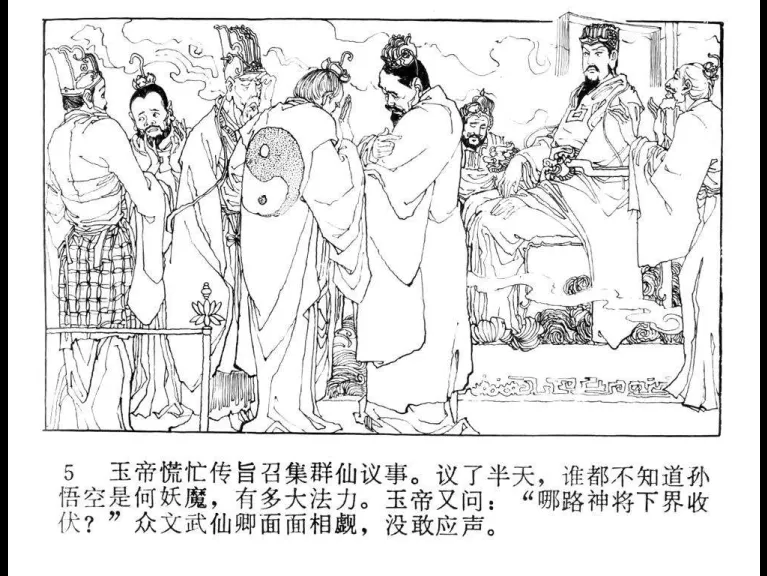 5 玉帝慌忙传旨召集群仙议事。议了半天，谁都不知道孙
悟空是何妖魔，有多大法力。玉帝又问：“哪路神将下界收
伏？”众文武仙卿面面相觑，没敢应声。